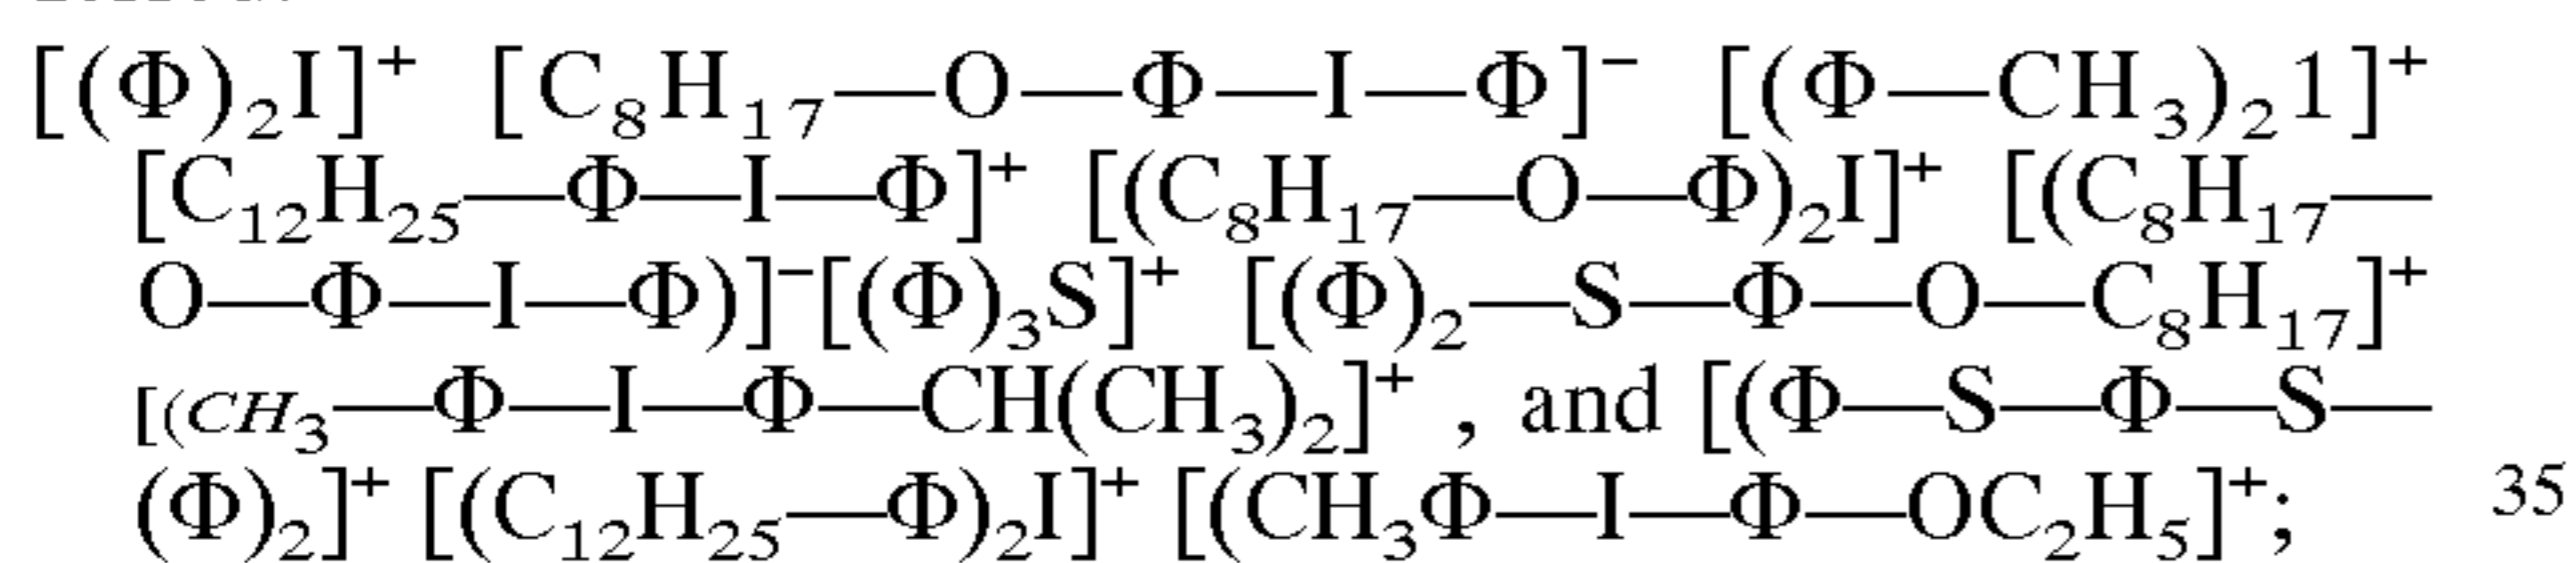 [(Φ)₂I]⁺ [C₈H₁₇—O—Φ—I—Φ]⁻ [(Φ—CH₃)₂1]⁺
[C₁₂H₂₅—Φ—I—Φ]⁺ [(C₈H₁₇—O—Φ)₂I]⁺ [(C₈H₁₇—
O—Φ—I—Φ)]⁻[(Φ)₃S]⁺ [(Φ)₂—S—Φ—O—C₈H₁₇]⁺
[(CH₃—Φ—I—Φ—CH(CH₃)₂]⁺ , and [(Φ—S—Φ—S—
(Φ)₂]⁺ [(C₁₂H₂₅—Φ)₂I]⁺ [(CH₃Φ—I—Φ—OC₂H₅]⁺; 35